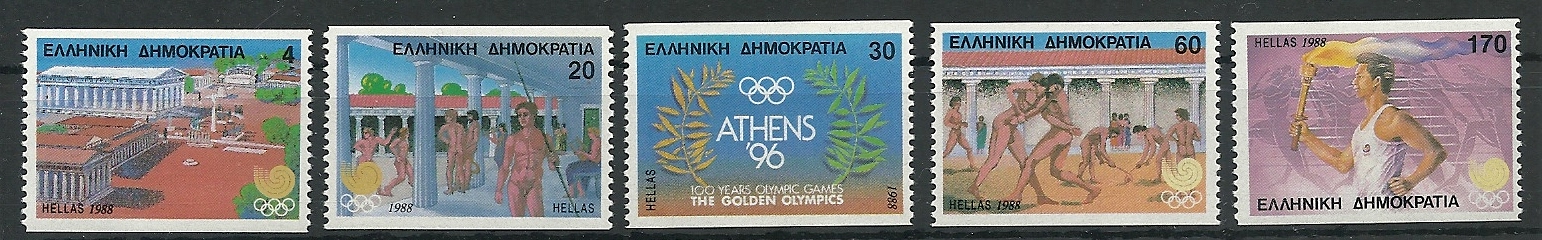 ΕΛΛΗΝΙΚΗ ΔΗΜΟΚΡΑΤΙΑ 4
HELLAS 1988
ΕΛΛΗΝΙΚΗ ΔΗΜΟΚΡΑΤΙΑ
20
1988 HELLAS
ΕΛΛΗΝΙΚΗ ΔΗΜΟΚΡΑΤΙΑ 30
ATHENS
'96
100 YEARS OLYMPIC GAMES
THE GOLDEN OLYMPICS
HELLAS
1988
ΕΛΛΗΝΙΚΗ ΔΗΜΟΚΡΑΤΙΑ
60
HELLAS 1988
HELLAS 1988 170
ΕΛΛΗΝΙΚΗ ΔΗΜΟΚΡΑΤΙΑ